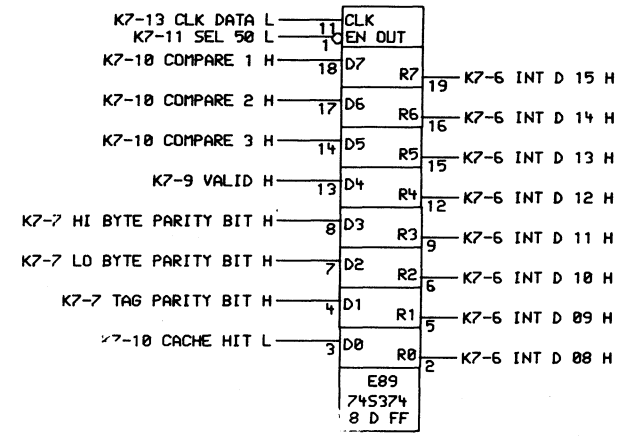 K7-13 CLK DATA L 11 CLK
K7-11 SEL 50 L 1 EN OUT
K7-10 COMPARE 1 H 18 D7
R7 19 K7-6 INT D 15 H
K7-10 COMPARE 2 H 17 D6
R6 16 K7-6 INT D 14 H
K7-10 COMPARE 3 H 14 D5
R5 15 K7-6 INT D 13 H
K7-9 VALID H 13 D4
R4 12 K7-6 INT D 12 H
K7-7 HI BYTE PARITY BIT H 8 D3
R3 9 K7-6 INT D 11 H
K7-7 LO BYTE PARITY BIT H 7 D2
R2 6 K7-6 INT D 10 H
K7-7 TAG PARITY BIT H 4 D1
R1 5 K7-6 INT D 09 H
K7-10 CACHE HIT L 3 D0
R0 2 K7-6 INT D 08 H
E89
74S374
8 D FF